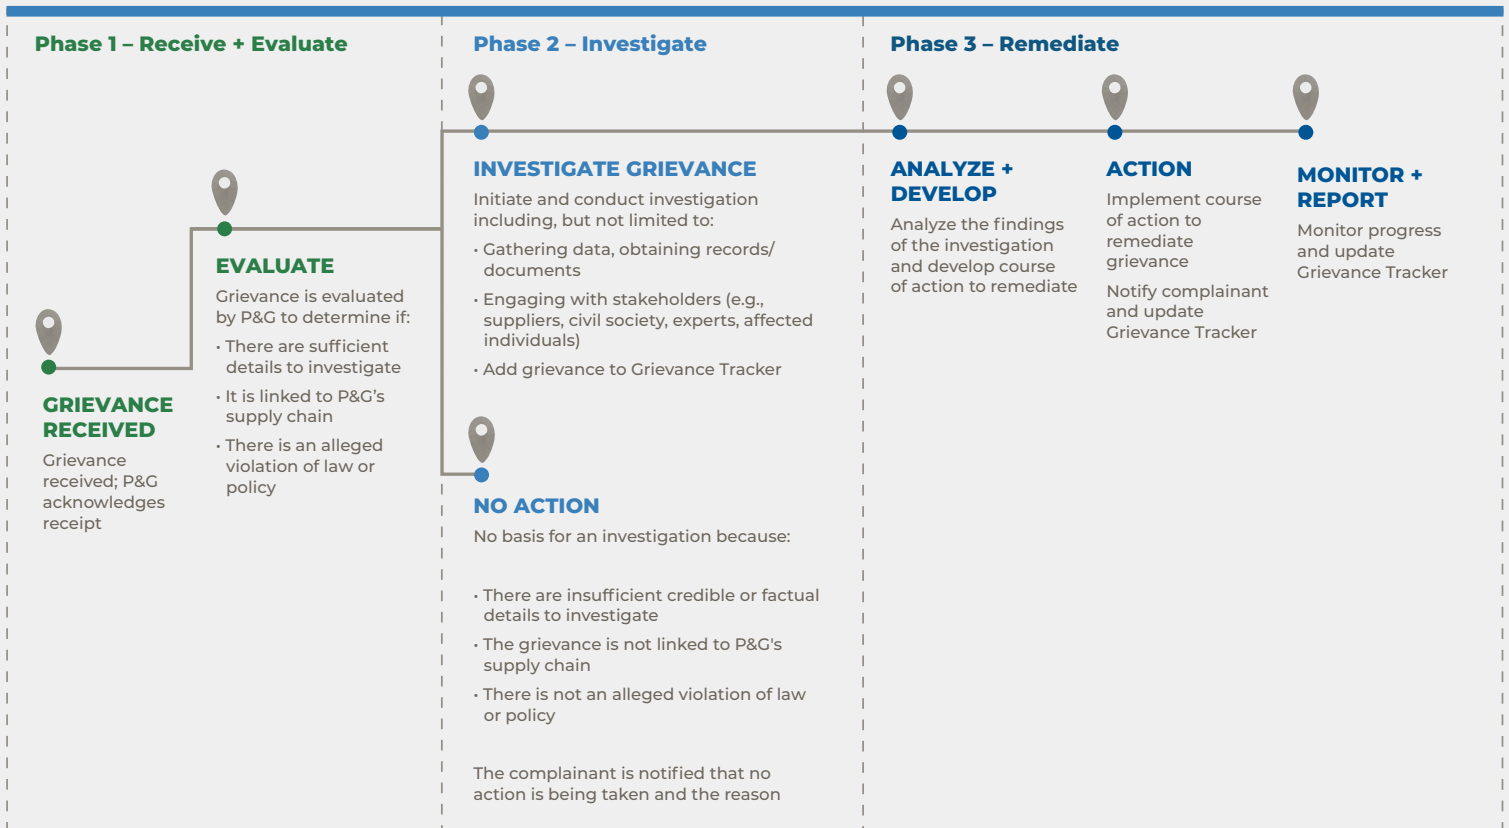 Phase 1 – Receive + Evaluate
GRIEVANCE
RECEIVED
Grievance
received; P&G
acknowledges
receipt
EVALUATE
Grievance is evaluated
by P&G to determine if:
• There are sufficient
details to investigate
• It is linked to P&G’s
supply chain
• There is an alleged
violation of law or
policy
Phase 2 – Investigate
INVESTIGATE GRIEVANCE
Initiate and conduct investigation
including, but not limited to:
• Gathering data, obtaining records/
documents
• Engaging with stakeholders (e.g.,
suppliers, civil society, experts, affected
individuals)
• Add grievance to Grievance Tracker
NO ACTION
No basis for an investigation because:
• There are insufficient credible or factual
details to investigate
• The grievance is not linked to P&G's
supply chain
• There is not an alleged violation of law
or policy
The complainant is notified that no
action is being taken and the reason
Phase 3 – Remediate
ANALYZE +
DEVELOP
Analyze the findings
of the investigation
and develop course
of action to remediate
ACTION
Implement course
of action to
remediate
grievance
Notify complainant
and update
Grievance Tracker
MONITOR +
REPORT
Monitor progress
and update
Grievance Tracker